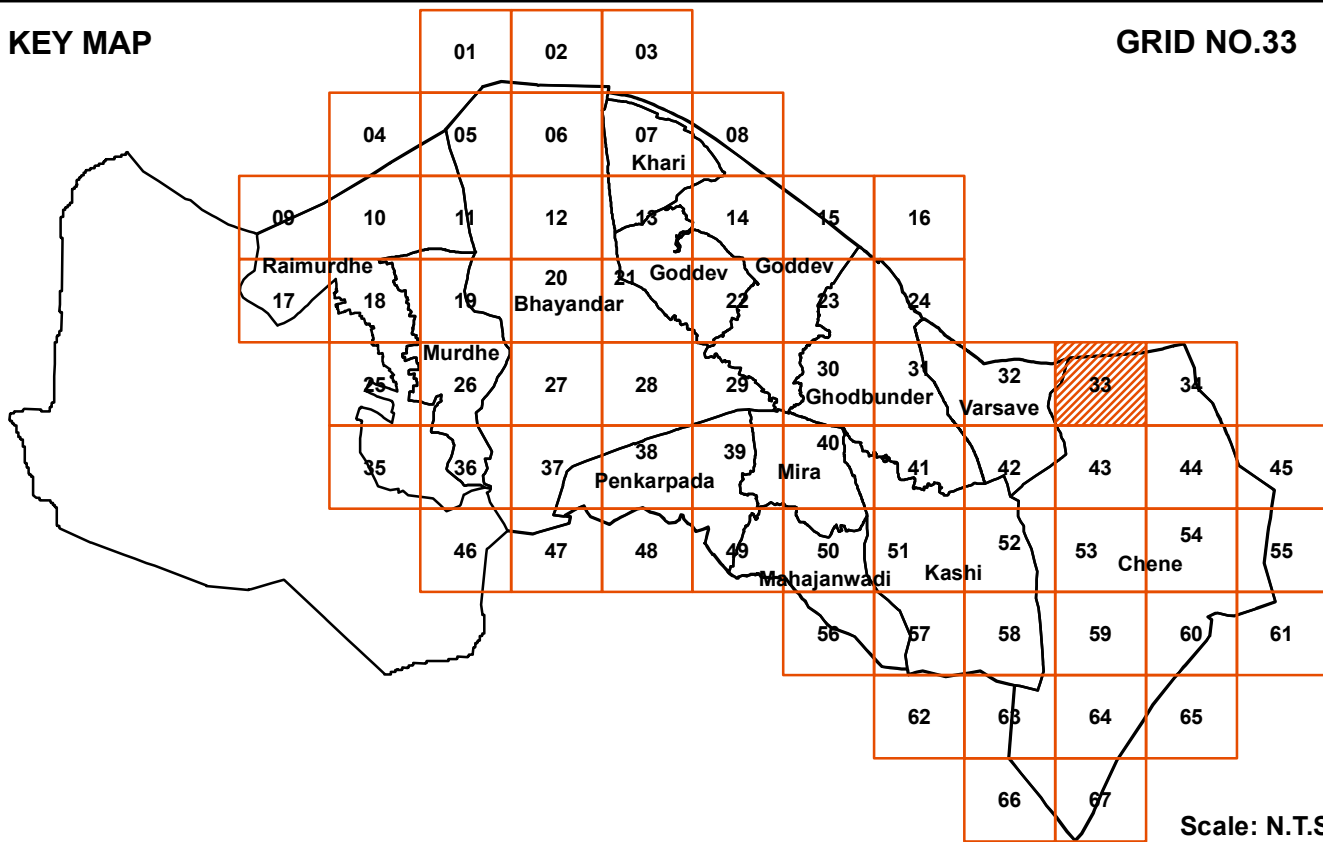 KEY MAP
GRID NO.33
01 02 03
04 05 06 07 08
Khari
09 10 11 12 13 14 15 16
Raimurdhe Goddev Goddev
17 18 19 20 21 22 23 24
Bhayandar
Murdhe
25 26 27 28 29 30 31 32 33 34
Ghodbunder Varsave
35 36 37 38 39 40 41 42 43 44 45
Penkarpada Mira
46 47 48 49 50 51 52 53 54 55
Mahajanwadi Kashi Chene
56 57 58 59 60 61
62 63 64 65
66 67
Scale: N.T.S